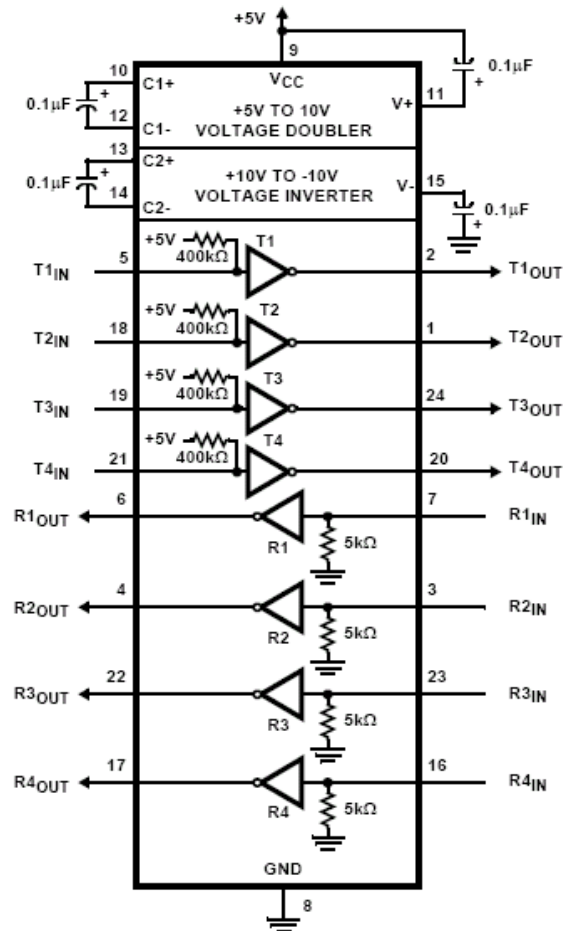 +5V
9
10
C1+
VCC
0.1µF
+
0.1µF
+
11
V+
12
C1-
+5V TO 10V
VOLTAGE DOUBLER
13
C2+
0.1µF
+
14
C2-
+10V TO -10V
VOLTAGE INVERTER
V-
15
0.1µF
+
+5V
T1
400kΩ
T1IN
5
2
T1OUT
+5V
T2
400kΩ
T2IN
18
1
T2OUT
+5V
T3
400kΩ
T3IN
19
24
T3OUT
+5V
T4
400kΩ
T4IN
21
20
T4OUT
R1OUT
6
7
R1IN
R1
5kΩ
R2OUT
4
3
R2IN
R2
5kΩ
R3OUT
22
23
R3IN
R3
5kΩ
R4OUT
17
16
R4IN
R4
5kΩ
GND
8